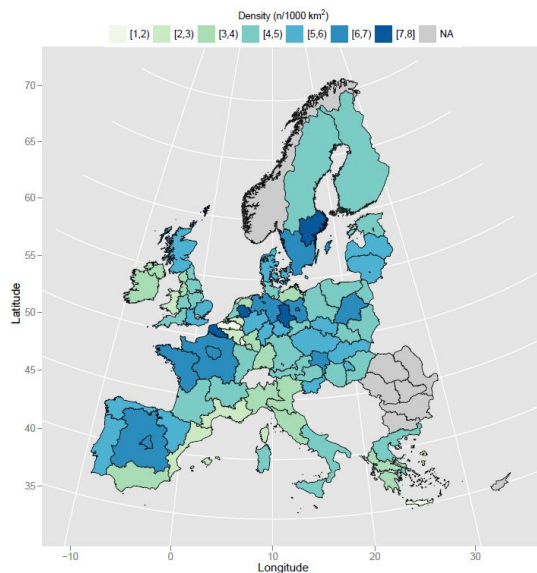 Density (n/1000 km²)
[1,2) [2,3) [3,4) [4,5) [5,6) [6,7) [7,8] NA
70
65
60
55
50
45
40
35
Latitude
−10 0 10 20 30
Longitude